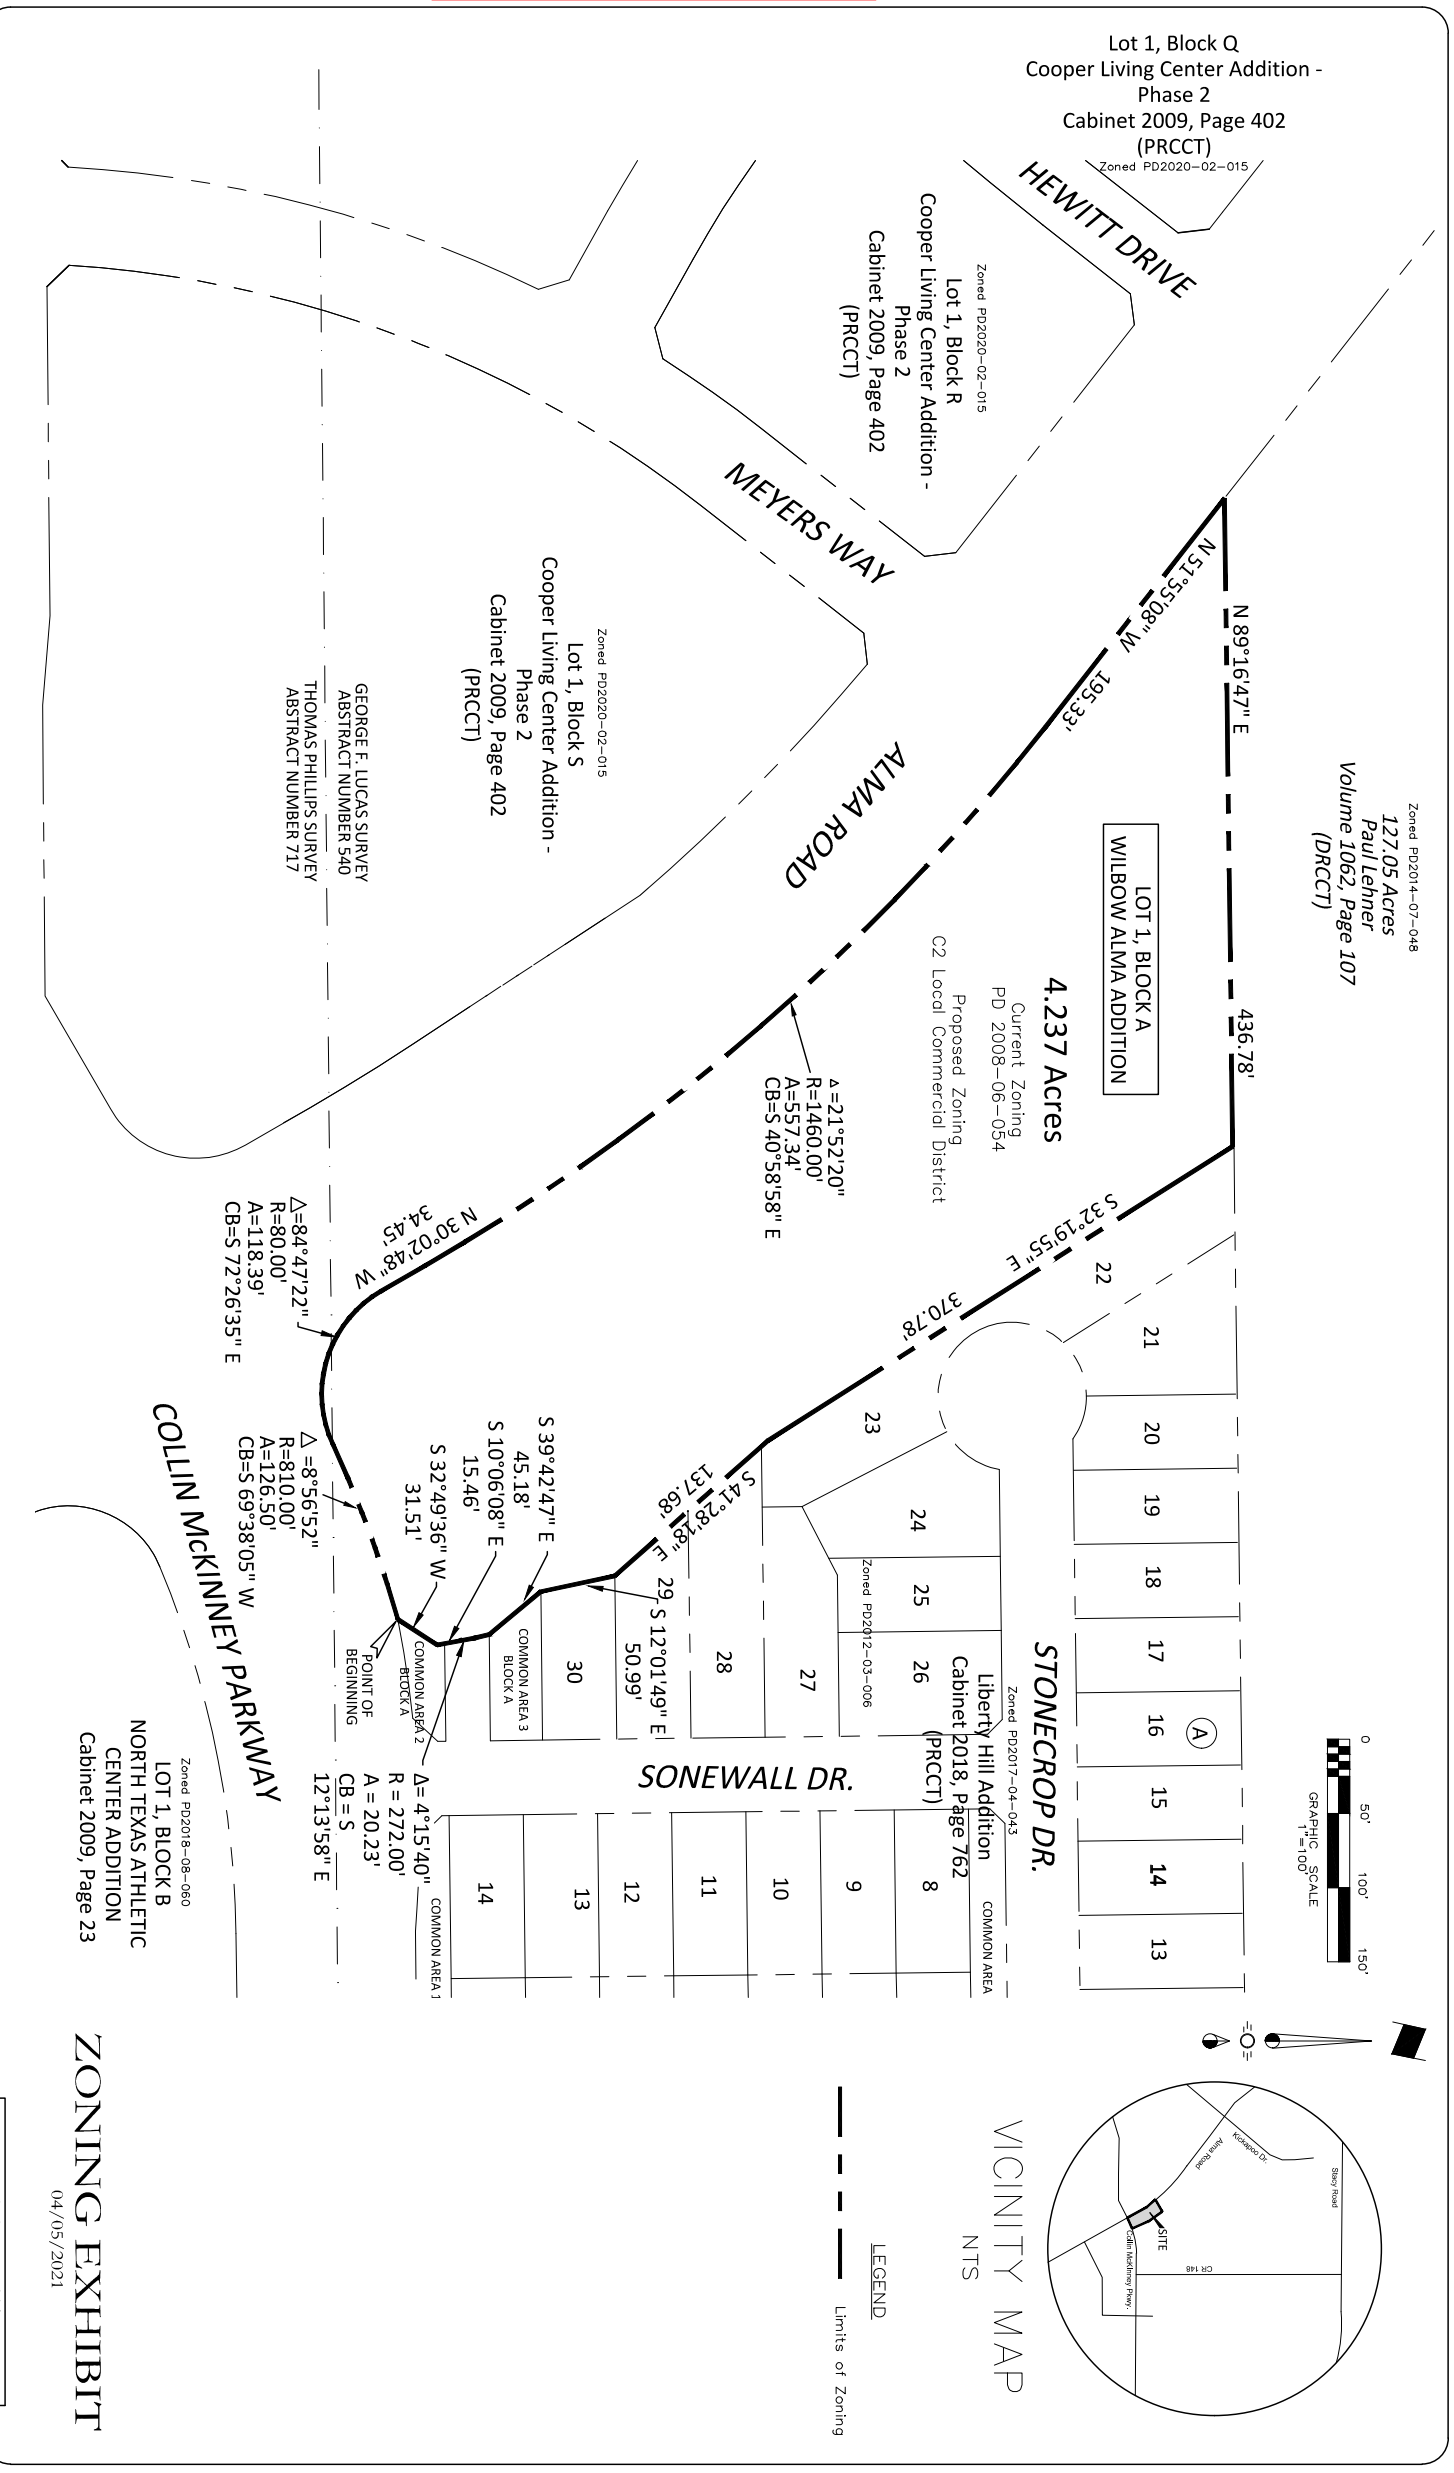 Lot 1, Block Q
Cooper Living Center Addition -
Phase 2
Cabinet 2009, Page 402
(PRCCT)
Zoned PD2020-02-015
HEWITT DRIVE
Zoned PD2020-02-015
Lot 1, Block R
Cooper Living Center Addition -
Phase 2
Cabinet 2009, Page 402
(PRCCT)
MEYERS WAY
Zoned PD2020-02-015
Lot 1, Block S
Cooper Living Center Addition -
Phase 2
Cabinet 2009, Page 402
(PRCCT)
GEORGE F. LUCAS SURVEY
ABSTRACT NUMBER 540
THOMAS PHILLIPS SURVEY
ABSTRACT NUMBER 717
ALMA ROAD
N 51°55'08" W
195.33'
N 89°16'47" E
436.78'
Zoned PD2014-07-048
127.05 Acres
Paul Lehner
Volume 1062, Page 107
(DRCCT)
LOT 1, BLOCK A
WILBOW ALMA ADDITION
4.237 Acres
Current Zoning
PD 2008-06-054
Proposed Zoning
C2 Local Commercial District
Δ=21°52'20"
R=1460.00'
A=557.34'
CB=S 40°58'58" E
S 32°19'55" E
370.78'
N 30°02'48" W
34.45'
Δ=84°47'22"
R=80.00'
A=118.39'
CB=S 72°26'35" E
Δ =8°56'52"
R=810.00'
A=126.50'
CB=S 69°38'05" W
S 41°28'18" E
137.68'
S 39°42'47" E
45.18'
S 10°06'08" E
15.46'
S 32°49'36" W
31.51'
S 12°01'49" E
50.99'
Δ= 4°15'40"
R = 272.00'
A = 20.23'
CB = S
12°13'58" E
POINT OF
BEGINNING
COMMON AREA 2
BLOCK A
COMMON AREA 3
BLOCK A
COLLIN McKINNEY PARKWAY
22
21
20
19
18
17
16
A
15
14
13
23
24
25
26
27
28
29
30
Zoned PD2012-03-006
STONECROP DR.
Zoned PD2017-04-043
Liberty Hill Addition
Cabinet 2018, Page 762
(PRCCT)
SONEWALL DR.
COMMON AREA
8
9
10
11
12
13
14
COMMON AREA 1
Zoned PD2018-08-060
LOT 1, BLOCK B
NORTH TEXAS ATHLETIC
CENTER ADDITION
Cabinet 2009, Page 23
0 50' 100' 150'
GRAPHIC SCALE
1"=100'
Stacy Road
Kickapoo Dr.
Alma Road
SITE
CR 148
Collin McKinney Pkwy.
VICINITY MAP
NTS
LEGEND
Limits of Zoning
ZONING EXHIBIT
04/05/2021